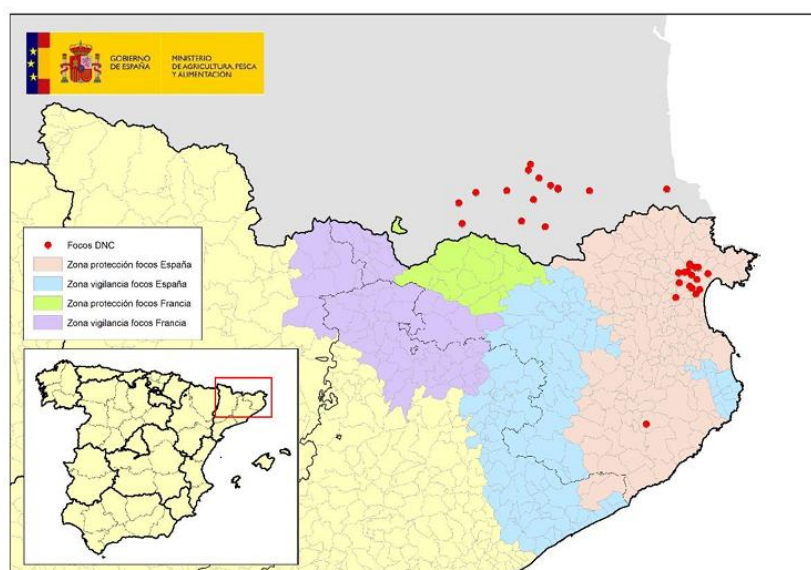 GOBIERNO
DE ESPAÑA
MINISTERIO
DE AGRICULTURA, PESCA
Y ALIMENTACIÓN
Focos DNC
Zona protección focos España
Zona vigilancia focos España
Zona protección focos Francia
Zona vigilancia focos Francia